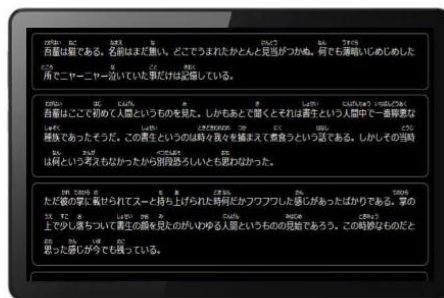 吾輩は猫である。名前はまだ無い。どこでうまれたかとんと見当がつかぬ。何でも薄暗いじめじめした
所でニャーニャー泣いていた事だけは記憶している。
吾輩はここで初めて人間というものを見た。しかもあとで聞くとそれは書生という人間中で一番獰悪な
種族であったそうだ。この書生というのは時々我々を捕まえて煮食うという話である。しかしその当時
は何という考えもなかったから別段恐ろしいとも思わなかった。
ただ彼の掌に載せられてスーと持ち上げられた時何だかフワフワした感じがあったばかりである。掌の
上で少し落ちついて書生の顔を見たのがいわゆる人間というものの見始であろう。この時妙なものだと
思った感じが今でも残っている。